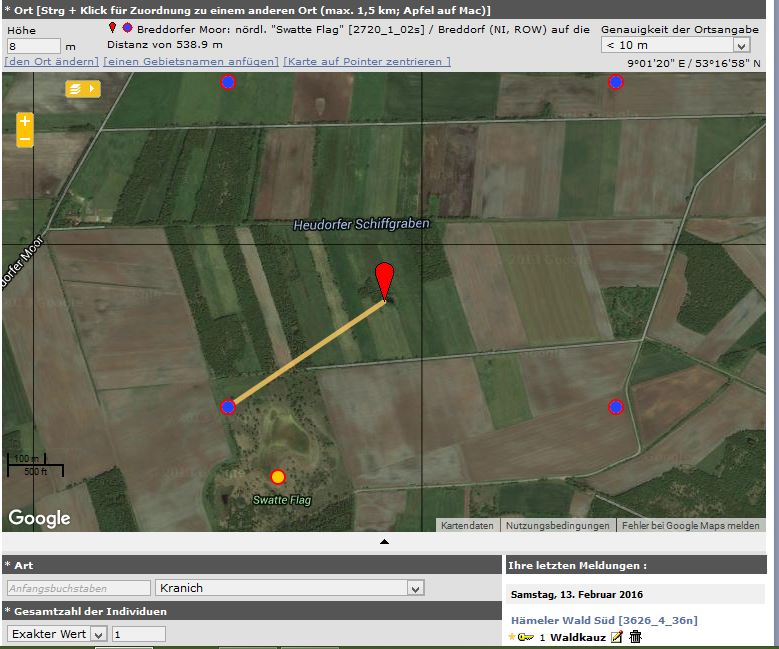 * Ort [Strg + Klick für Zuordnung zu einem anderen Ort (max. 1,5 km; Apfel auf Mac)]
Höhe
8 m
Breddorfer Moor: nördl. "Swatte Flag" [2720_1_02s] / Breddorf (NI, ROW) auf die
Distanz von 538.9 m
Genauigkeit der Ortsangabe
< 10 m
[den Ort ändern] [einen Gebietsnamen anfügen] [Karte auf Pointer zentrieren ]
9°01'20" E / 53°16'58" N
Heudorfer Schiffgraben
dorfer Moor
100 m
500 ft
Swatte Flag
Google
Kartendaten
Nutzungsbedingungen
Fehler bei Google Maps melden
* Art
Anfangsbuchstaben
Kranich
* Gesamtzahl der Individuen
Exakter Wert
1
Ihre letzten Meldungen :
Samstag, 13. Februar 2016
Hämeler Wald Süd [3626_4_36n]
1 Waldkauz